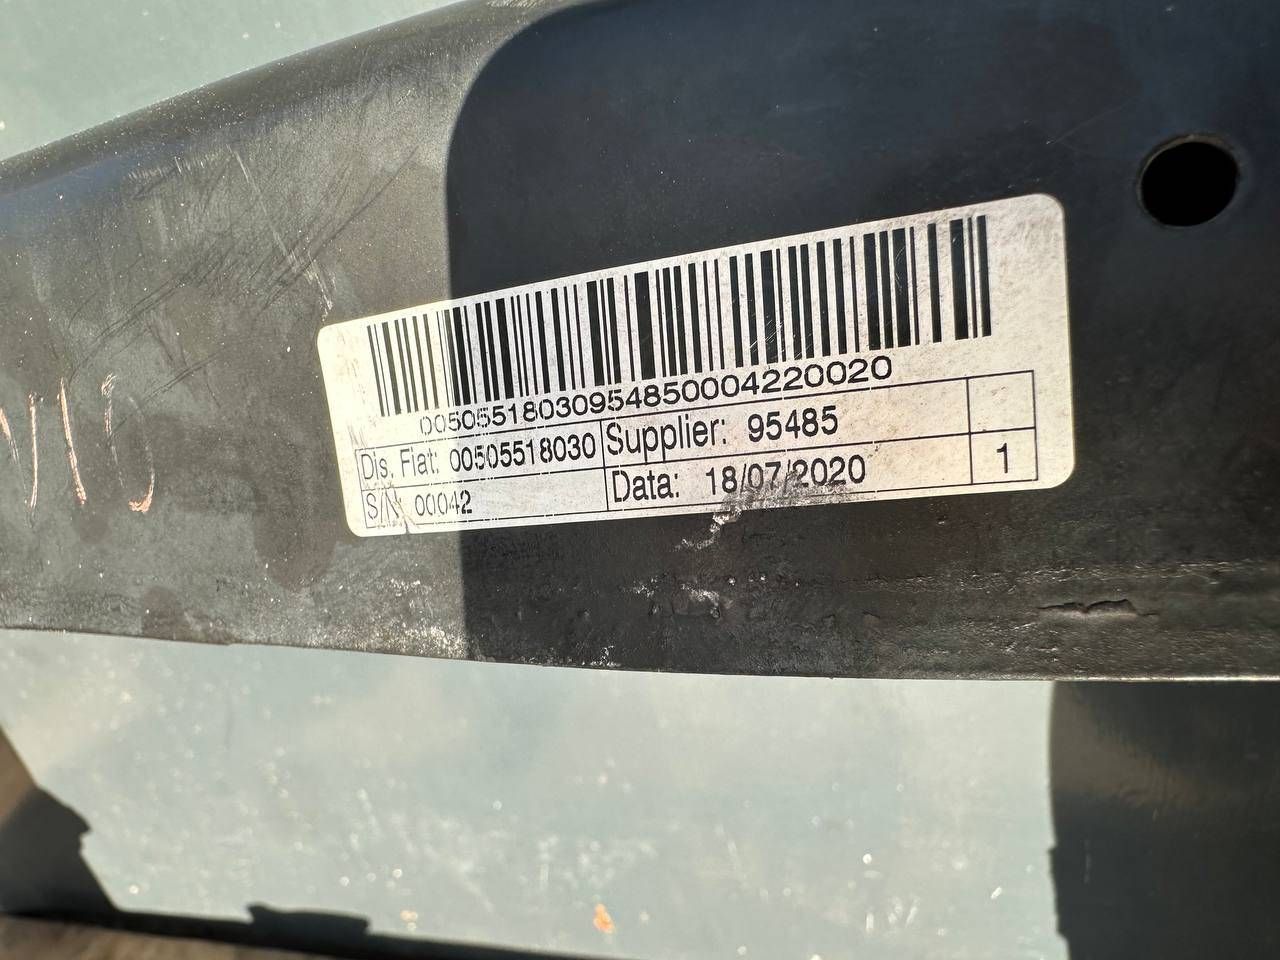 00505518030954850004220020
Dis. Fiat: 00505518030 Supplier: 95485
S/N 00042 Data: 18/07/2020 1